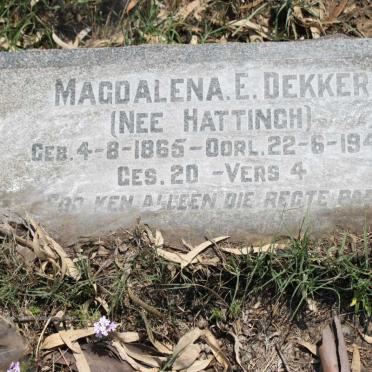 MAGDALENA. E. DEKKER
(NEE HATTINGH)
GEB. 4-8-1865-OORL. 22-6-194
GES. 20 -VERS 4
KEN ALLEEN DIE REGTE